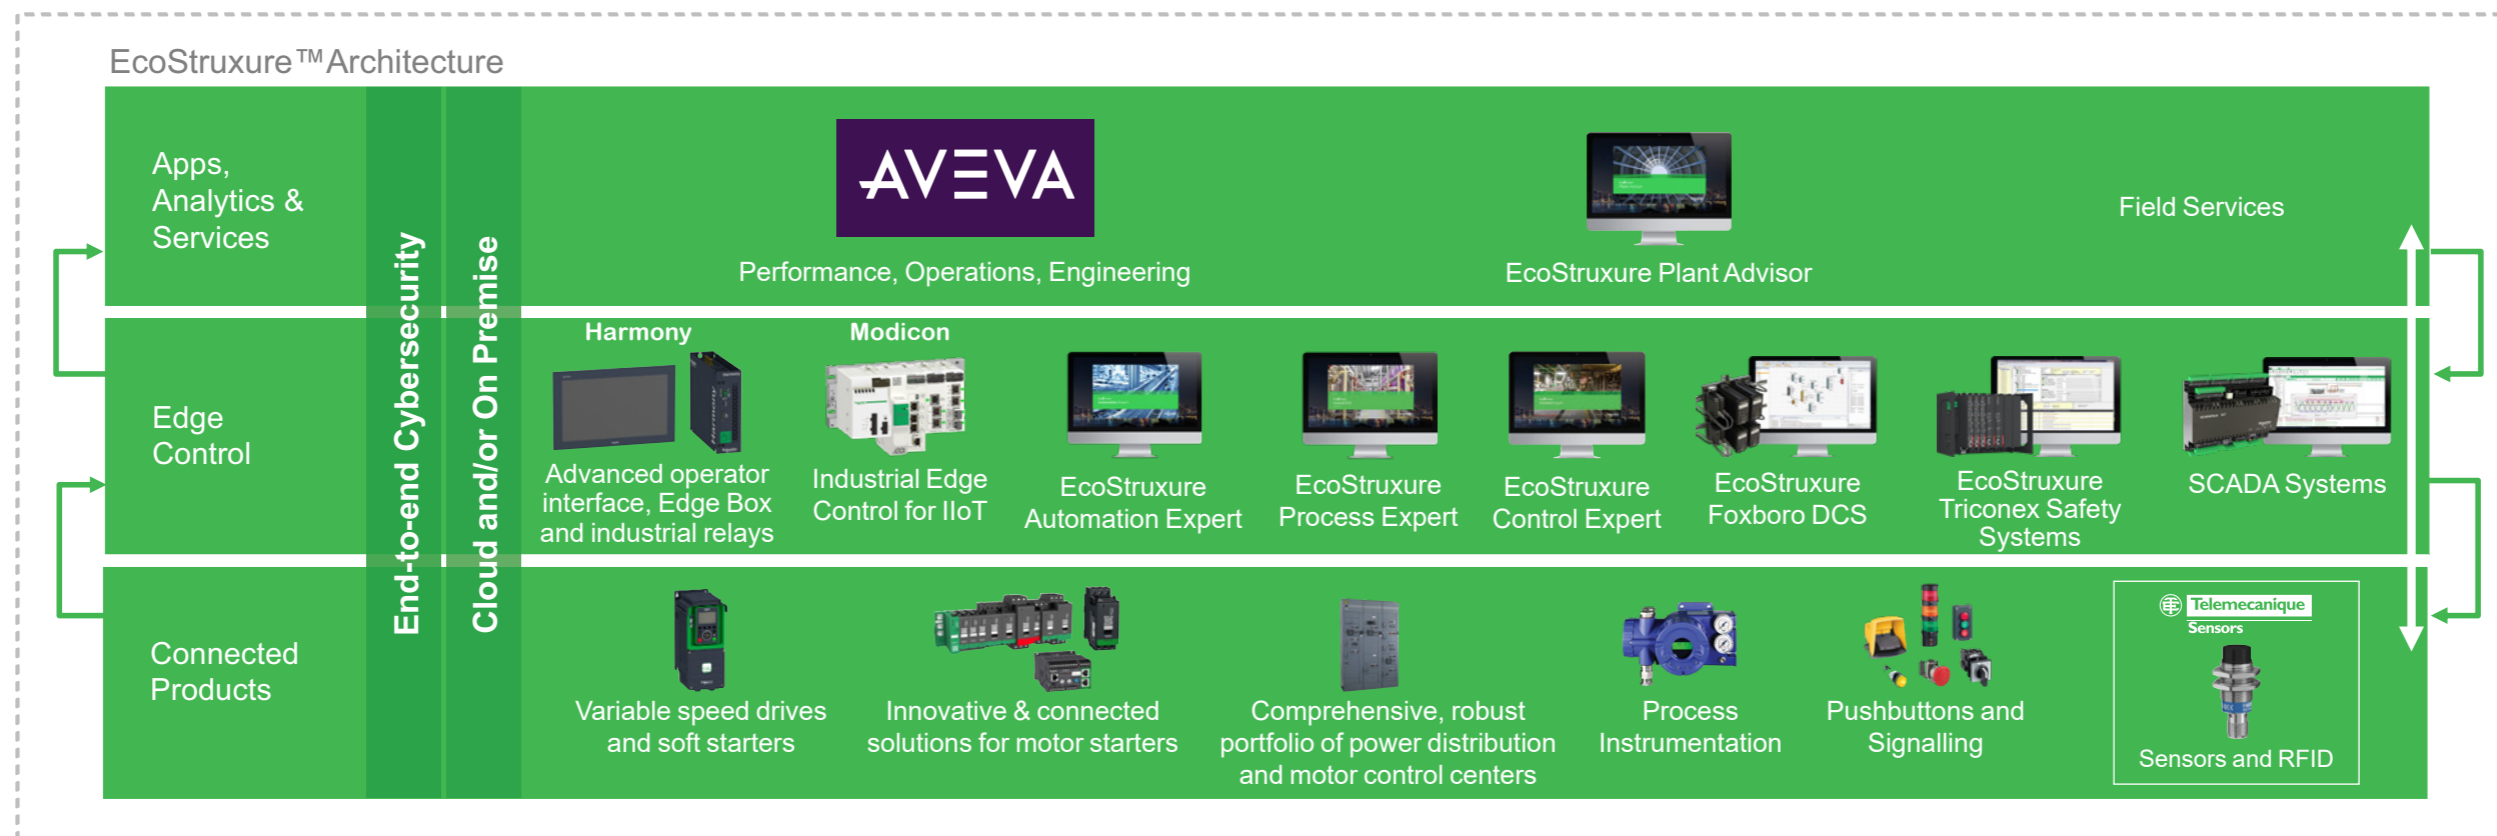 EcoStruxure™Architecture
Apps,
Analytics &
Services
AVEVA
Performance, Operations, Engineering
EcoStruxure Plant Advisor
Field Services
End-to-end Cybersecurity
Cloud and/or On Premise
Edge
Control
Harmony
Advanced operator
interface, Edge Box
and industrial relays
Modicon
Industrial Edge
Control for IIoT
EcoStruxure
Automation Expert
EcoStruxure
Process Expert
EcoStruxure
Control Expert
EcoStruxure
Foxboro DCS
EcoStruxure
Triconex Safety
Systems
SCADA Systems
Connected
Products
Variable speed drives
and soft starters
Innovative & connected
solutions for motor starters
Comprehensive, robust
portfolio of power distribution
and motor control centers
Process
Instrumentation
Pushbuttons and
Signalling
Telemecanique
Sensors
Sensors and RFID